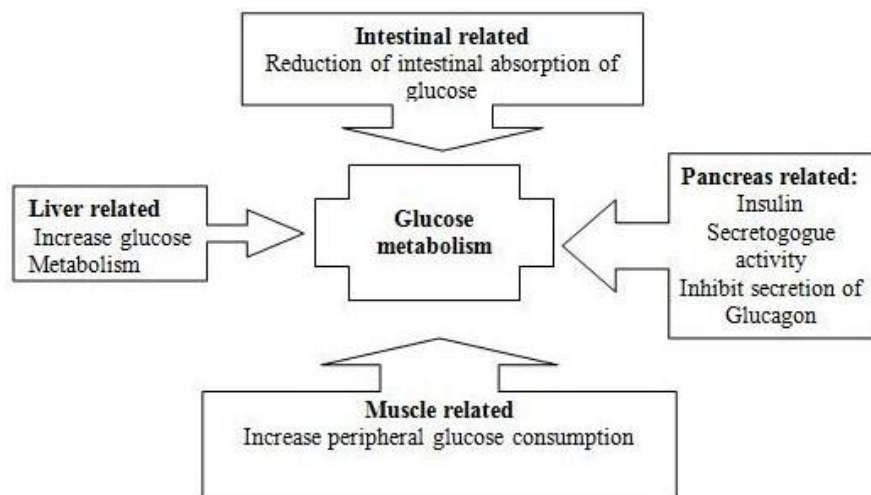 Intestinal related
Reduction of intestinal absorption of
glucose
Liver related
Increase glucose
Metabolism
Glucose
metabolism
Pancreas related:
Insulin
Secretogogue
activity
Inhibit secretion of
Glucagon
Muscle related
Increase peripheral glucose consumption